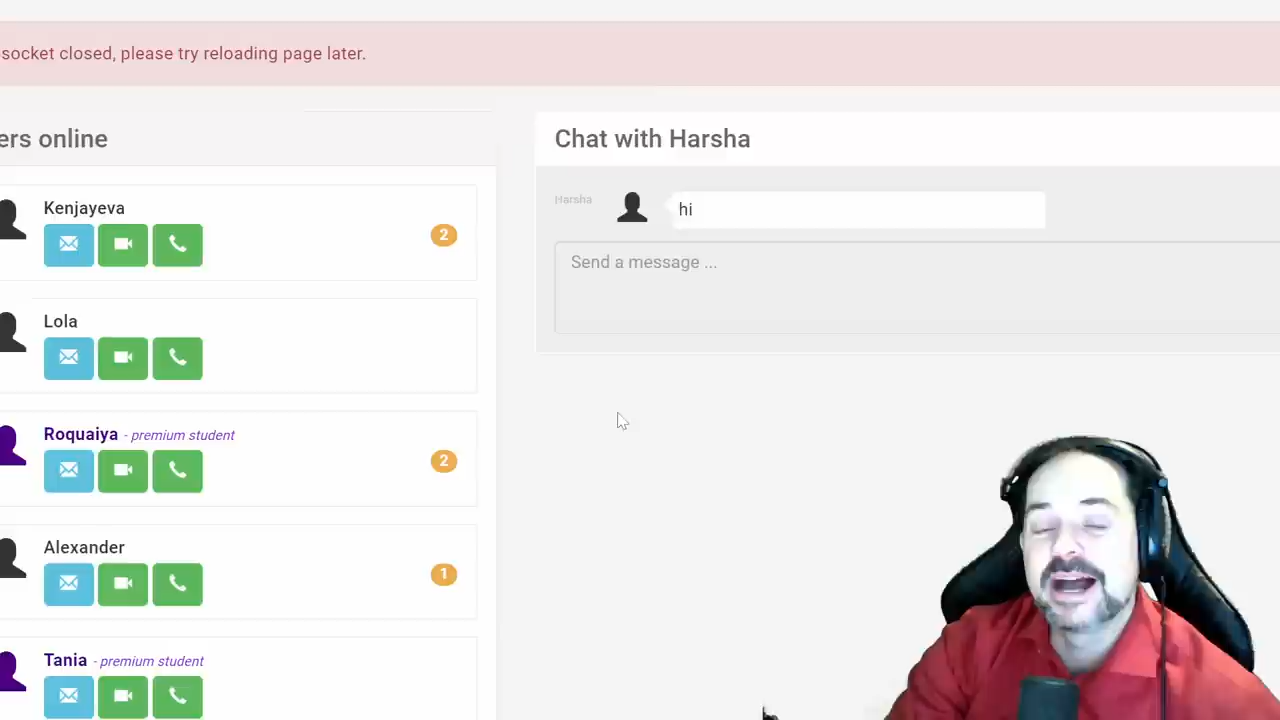 socket closed, please try reloading page later.
ers online
Kenjayeva
2
Lola
Roquaiya - premium student
2
Alexander
1
Tania - premium student
Chat with Harsha
Harsha
hi
Send a message ...